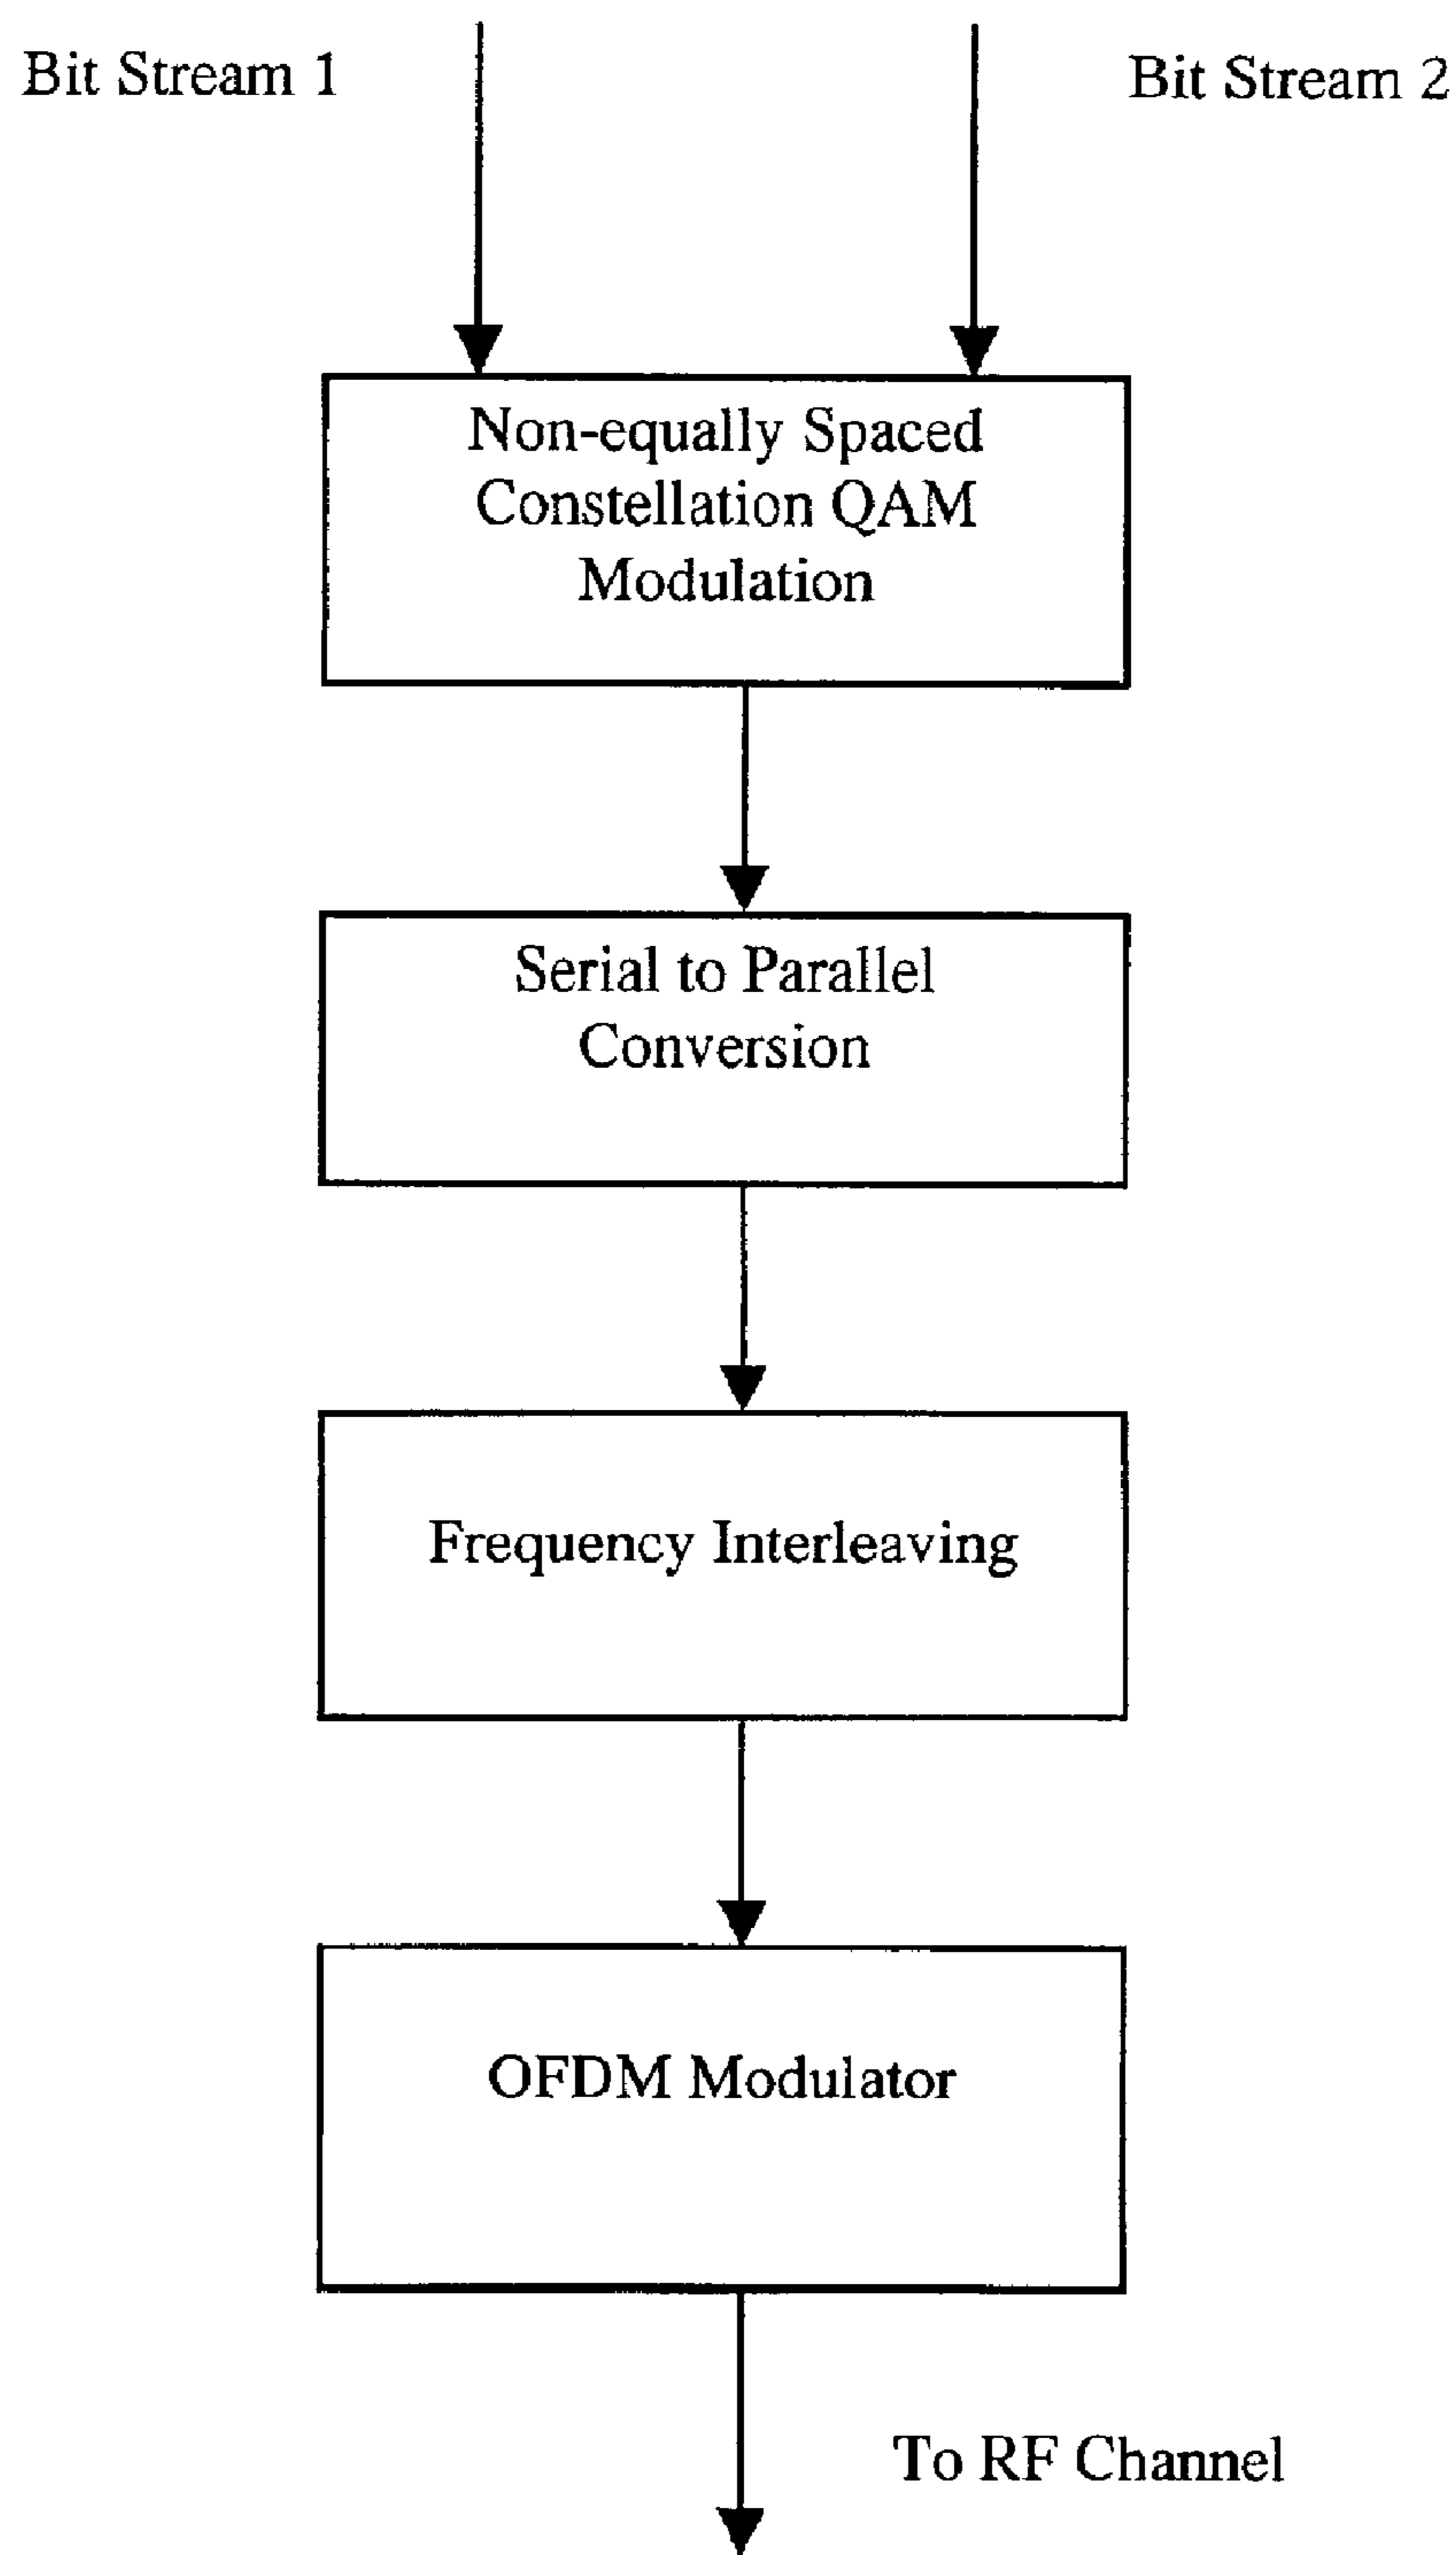 Bit Stream 1
Bit Stream 2
Non-equally Spaced
Constellation QAM
Modulation
Serial to Parallel
Conversion
Frequency Interleaving
OFDM Modulator
To RF Channel